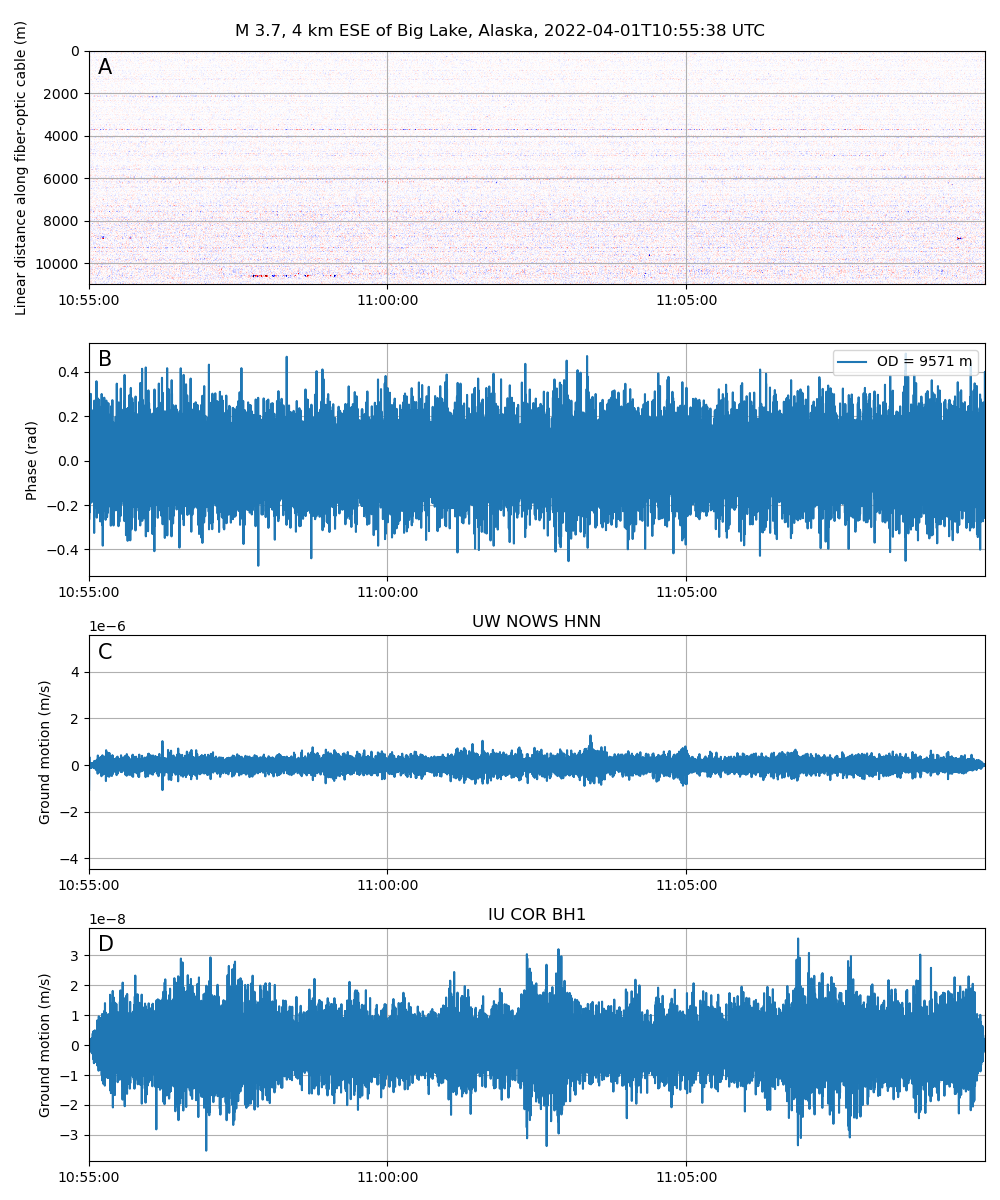 M 3.7, 4 km ESE of Big Lake, Alaska, 2022-04-01T10:55:38 UTC
Linear distance along fiber-optic cable (m)
A
0
2000
4000
6000
8000
10000
10:55:00 11:00:00 11:05:00
B
OD = 9571 m
Phase (rad)
0.4
0.2
0.0
−0.2
−0.4
10:55:00 11:00:00 11:05:00
1e−6
UW NOWS HNN
C
Ground motion (m/s)
4
2
0
−2
−4
10:55:00 11:00:00 11:05:00
1e−8
IU COR BH1
D
Ground motion (m/s)
3
2
1
0
−1
−2
−3
10:55:00 11:00:00 11:05:00